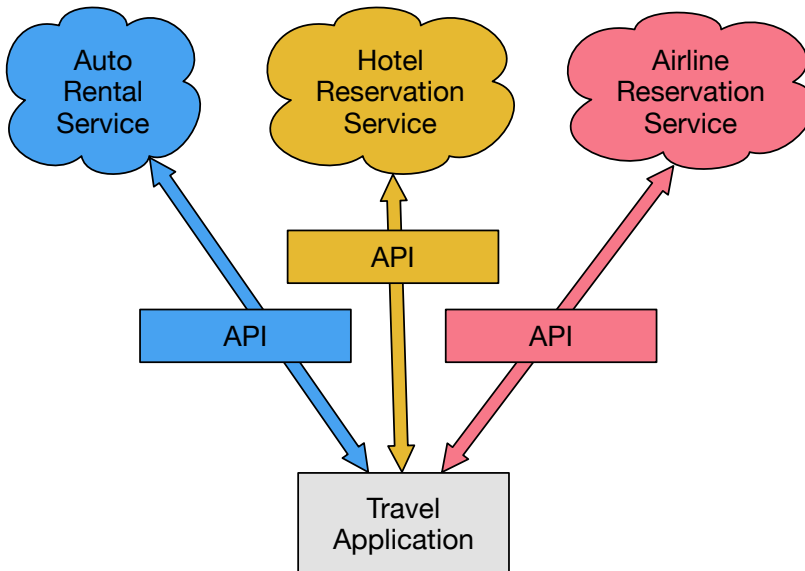 Auto
Rental
Service
Hotel
Reservation
Service
Airline
Reservation
Service
API
API
API
Travel
Application